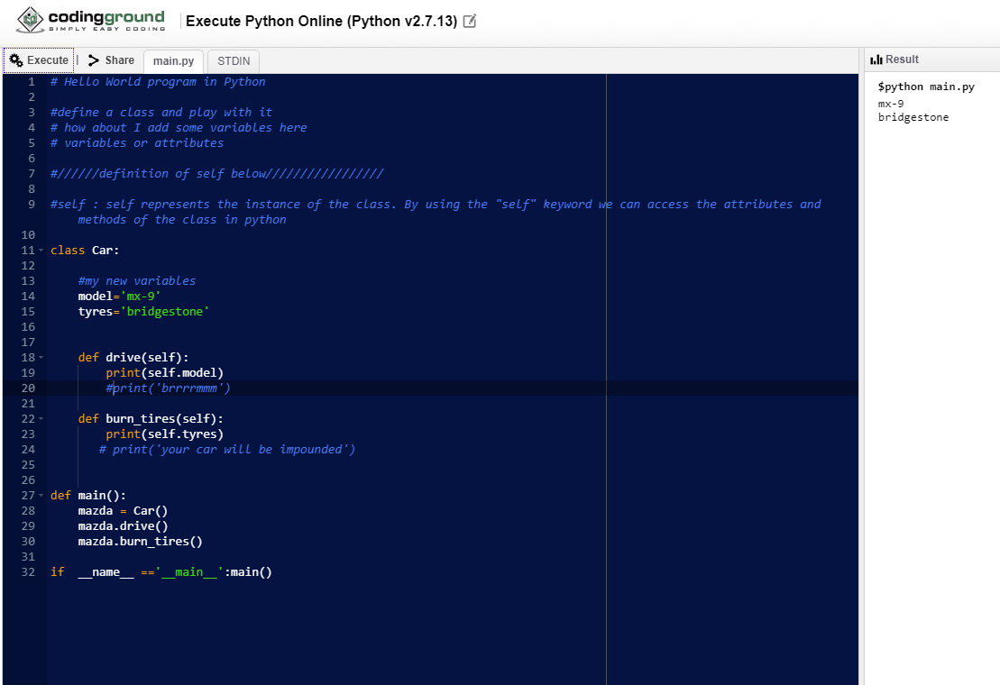 codingground
SIMPLY EASY CODING
Execute Python Online (Python v2.7.13)
Execute | Share main.py STDIN
Result
$python main.py
mx-9
bridgestone
1 # Hello World program in Python
2
3 #define a class and play with it
4 # how about I add some variables here
5 # variables or attributes
6
7 #//////definition of self below/////////////////
8
9 #self : self represents the instance of the class. By using the "self" keyword we can access the attributes and
methods of the class in python
10
11 class Car:
12
13 #my new variables
14 model='mx-9'
15 tyres='bridgestone'
16
17
18 def drive(self):
19 print(self.model)
20 #print('brrrrmmm')
21
22 def burn_tires(self):
23 print(self.tyres)
24 # print('your car will be impounded')
25
26
27 def main():
28 mazda = Car()
29 mazda.drive()
30 mazda.burn_tires()
31
32 if __name__ =='__main__':main()